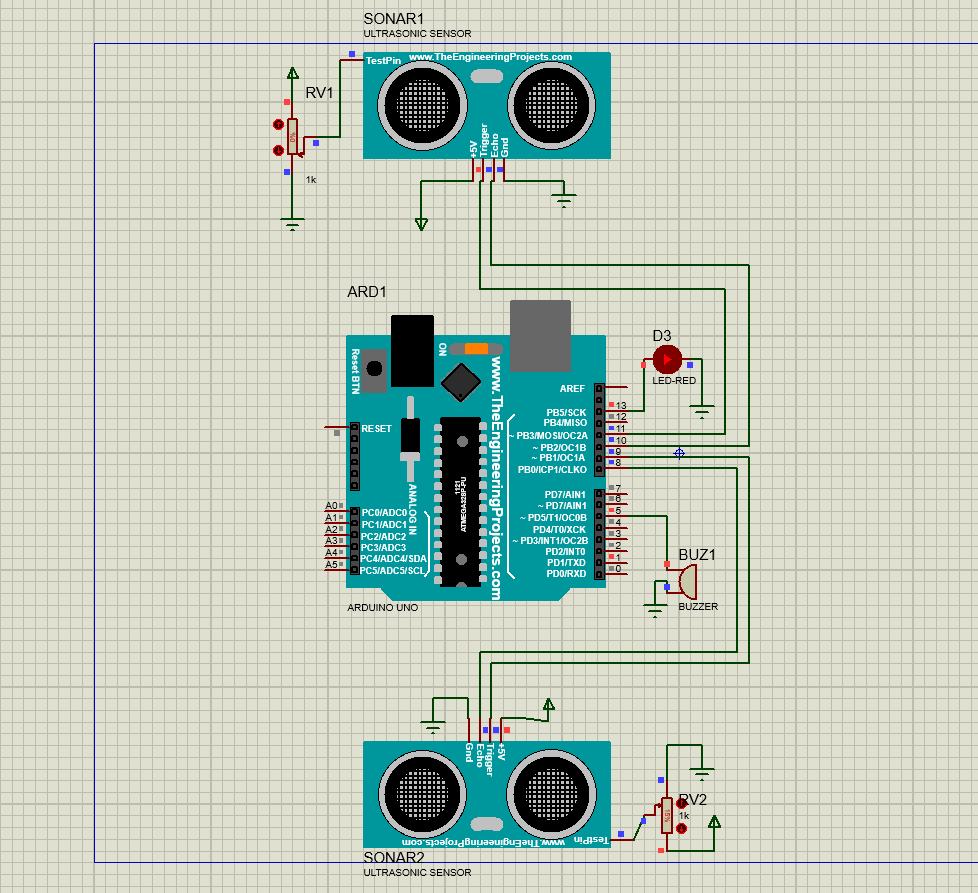 SONAR1
ULTRASONIC SENSOR
TestPin
www.TheEngineeringProjects.com
+5V
Trigger
Echo
Gnd
RV1
0%
1k
ARD1
Reset BTN
ON
www.TheEngineeringProjects.com
AREF
PB5/SCK
13
PB4/MISO
12
~ PB3/MOSI/OC2A
11
~ PB2/OC1B
10
~ PB1/OC1A
9
PB0/ICP1/CLKO
8
RESET
1121
ATMEGA328P-PU
ANALOG IN
PD7/AIN1
7
~ PD7/AIN1
6
~ PD5/T1/OC0B
5
PD4/T0/XCK
4
~ PD3/INT1/OC2B
3
PD2/INT0
2
PD1/TXD
1
PD0/RXD
0
A0
PC0/ADC0
A1
PC1/ADC1
A2
PC2/ADC2
A3
PC3/ADC3
A4
PC4/ADC4/SDA
A5
PC5/ADC5/SCL
ARDUINO UNO
D3
LED-RED
BUZ1
BUZZER
Gnd
Echo
Trigger
+5V
www.TheEngineeringProjects.com
TestPin
SONAR2
ULTRASONIC SENSOR
RV2
1k